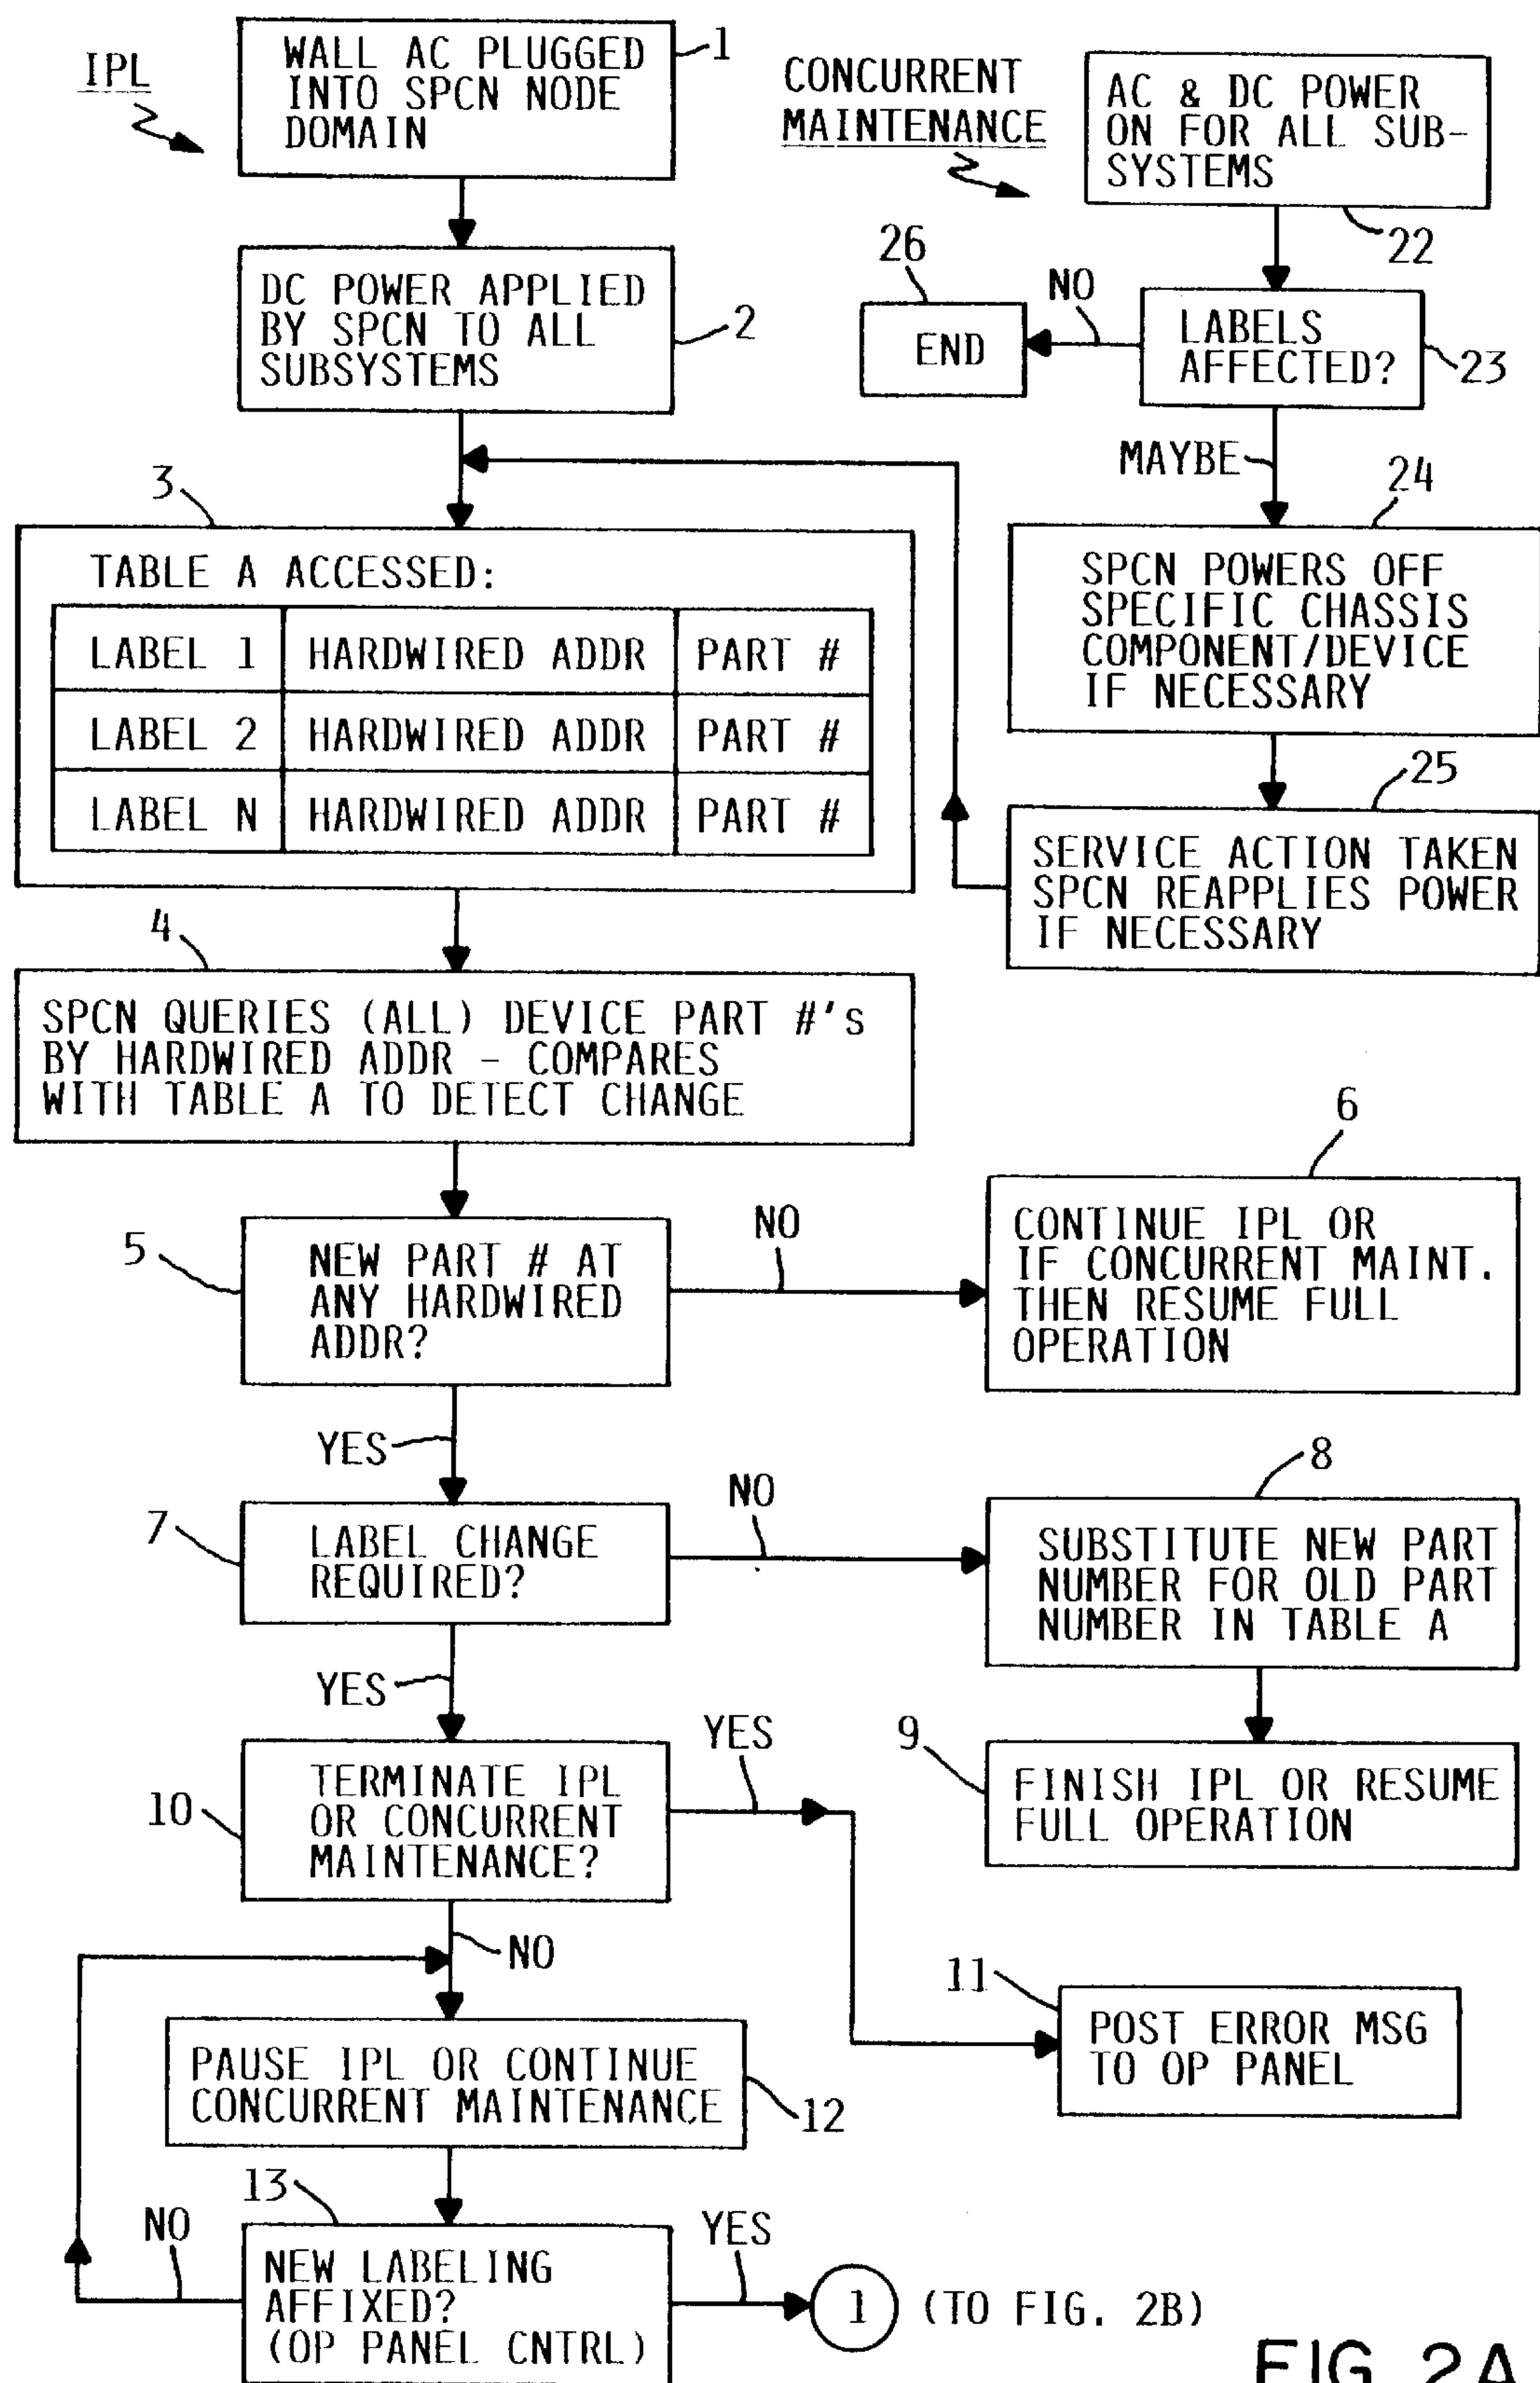 IPL
WALL AC PLUGGED
INTO SPCN NODE
DOMAIN
1
CONCURRENT
MAINTENANCE
AC & DC POWER
ON FOR ALL SUB-
SYSTEMS
22
DC POWER APPLIED
BY SPCN TO ALL
SUBSYSTEMS
2
26
END
NO
LABELS
AFFECTED?
23
MAYBE
24
SPCN POWERS OFF
SPECIFIC CHASSIS
COMPONENT/DEVICE
IF NECESSARY
25
SERVICE ACTION TAKEN
SPCN REAPPLIES POWER
IF NECESSARY
3
TABLE A ACCESSED:
LABEL 1 HARDWIRED ADDR PART #
LABEL 2 HARDWIRED ADDR PART #
LABEL N HARDWIRED ADDR PART #
4
SPCN QUERIES (ALL) DEVICE PART #'s
BY HARDWIRED ADDR - COMPARES
WITH TABLE A TO DETECT CHANGE
5
NEW PART # AT
ANY HARDWIRED
ADDR?
NO
6
CONTINUE IPL OR
IF CONCURRENT MAINT.
THEN RESUME FULL
OPERATION
YES
7
LABEL CHANGE
REQUIRED?
NO
8
SUBSTITUTE NEW PART
NUMBER FOR OLD PART
NUMBER IN TABLE A
YES
9
FINISH IPL OR RESUME
FULL OPERATION
10
TERMINATE IPL
OR CONCURRENT
MAINTENANCE?
YES
NO
11
POST ERROR MSG
TO OP PANEL
PAUSE IPL OR CONTINUE
CONCURRENT MAINTENANCE
12
13
NO
NEW LABELING
AFFIXED?
(OP PANEL CNTRL)
YES
1 (TO FIG. 2B)
FIG. 2A